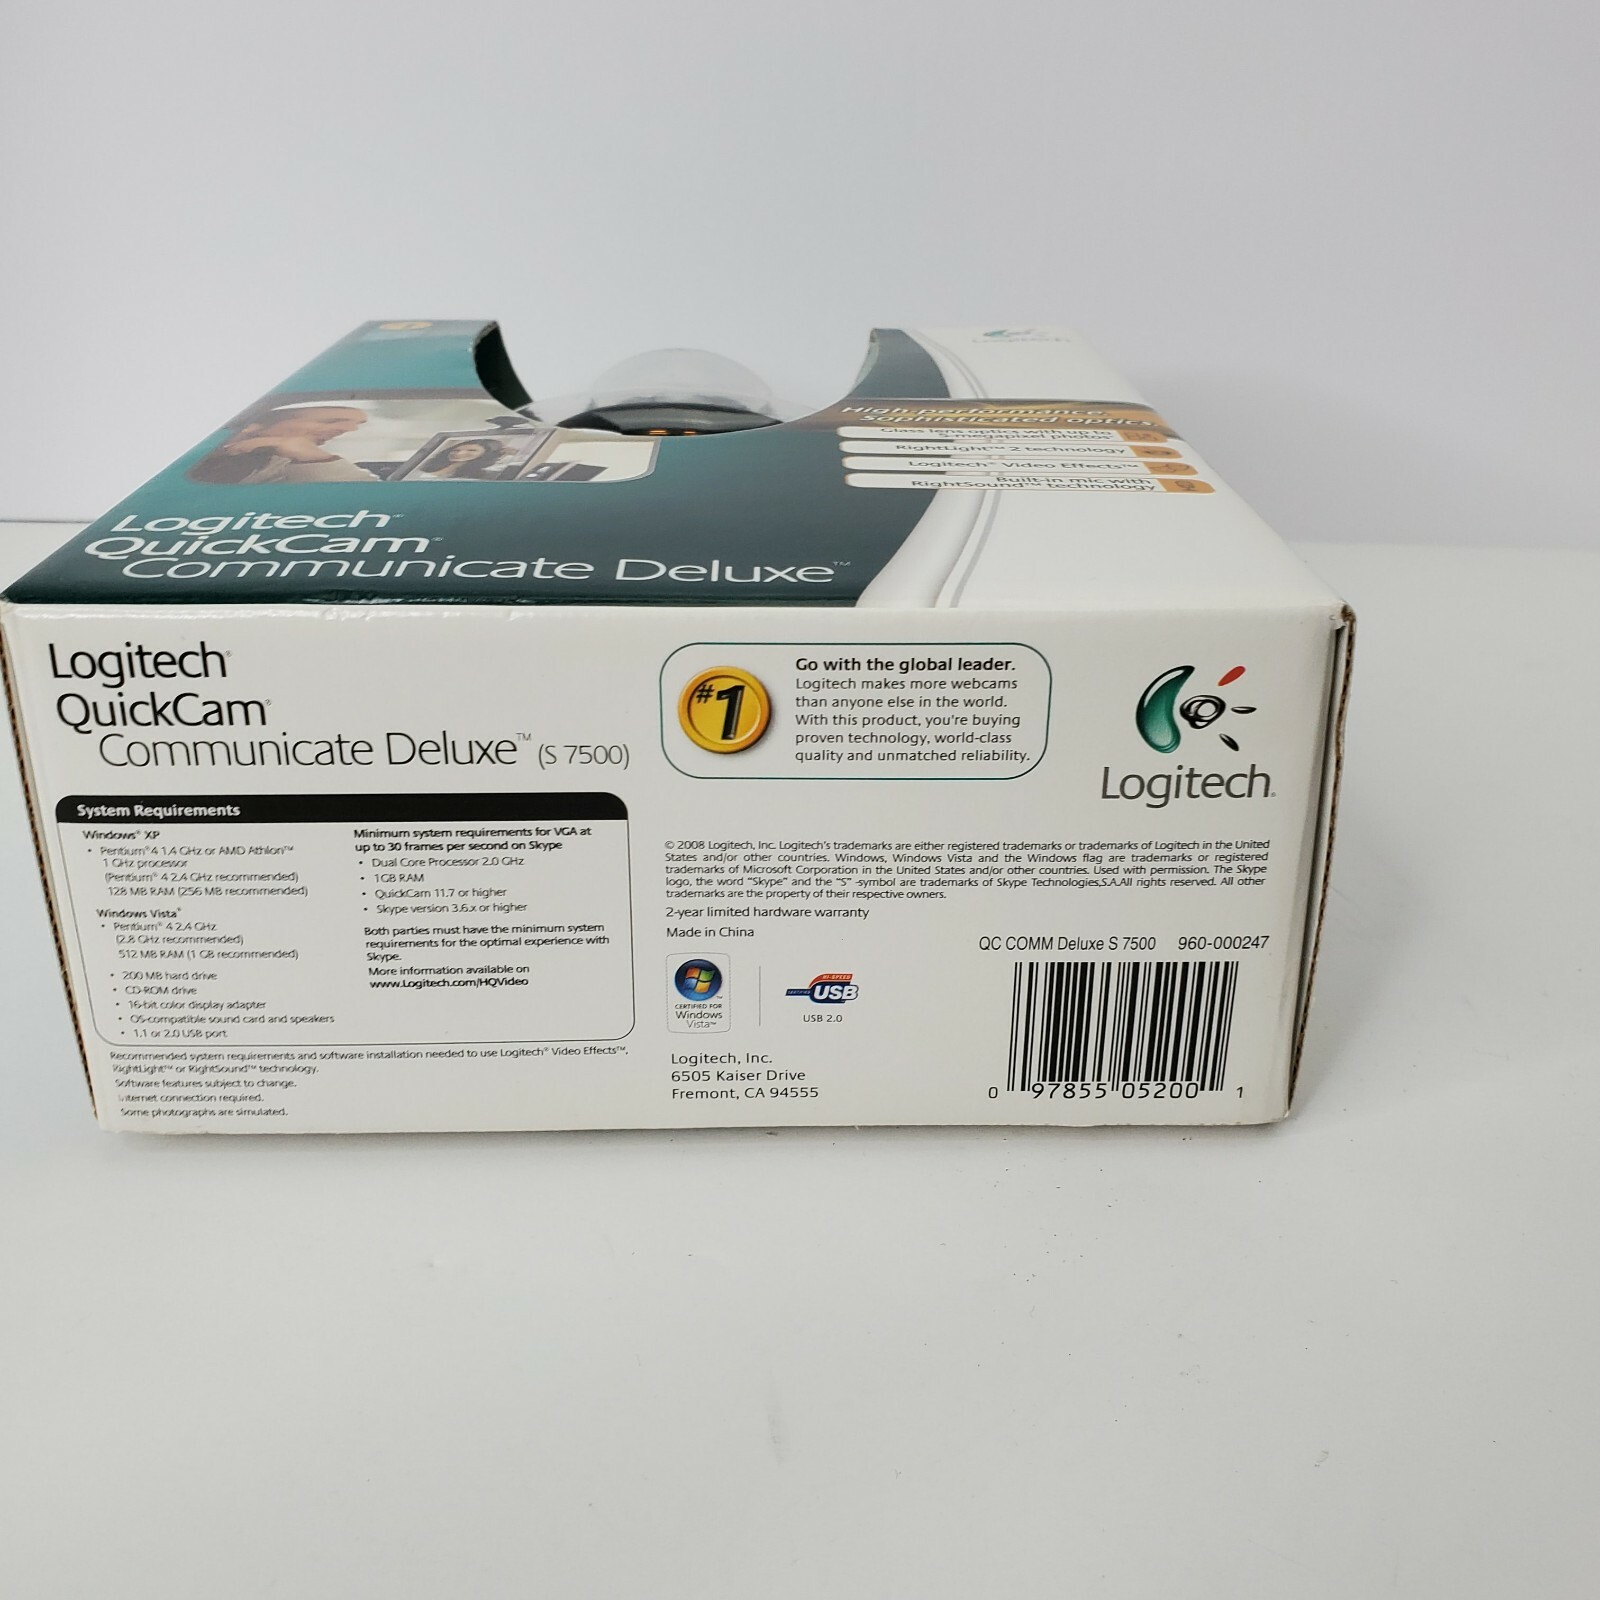 Logitech
High-performance
Sophisticated optics
Glass lens optics with up to
5-megapixel photos*
RightLight™ 2 technology
Logitech® Video Effects™
Built-in mic with
RightSound™ technology
Logitech®
QuickCam®
Communicate Deluxe™
Logitech®
QuickCam®
Communicate Deluxe™ (S 7500)
System Requirements
Windows® XP
• Pentium® 4 1.4 GHz or AMD Athlon™
1 GHz processor
(Pentium® 4 2.4 GHz recommended)
128 MB RAM (256 MB recommended)
Windows Vista®
• Pentium® 4 2.4 GHz
(2.8 GHz recommended)
512 MB RAM (1 GB recommended)
• 200 MB hard drive
• CD-ROM drive
• 16-bit color display adapter
• OS-compatible sound card and speakers
• 1.1 or 2.0 USB port
Minimum system requirements for VGA at
up to 30 frames per second on Skype
• Dual Core Processor 2.0 GHz
• 1GB RAM
• QuickCam 11.7 or higher
• Skype version 3.6.x or higher
Both parties must have the minimum system
requirements for the optimal experience with
Skype.
More information available on
www.Logitech.com/HQVideo
Recommended system requirements and software installation needed to use Logitech® Video Effects™,
RightLight™ or RightSound™ technology.
Software features subject to change.
Internet connection required.
Some photographs are simulated.
#1
Go with the global leader.
Logitech makes more webcams
than anyone else in the world.
With this product, you're buying
proven technology, world-class
quality and unmatched reliability.
Logitech®
© 2008 Logitech, Inc. Logitech's trademarks are either registered trademarks or trademarks of Logitech in the United
States and/or other countries. Windows, Windows Vista and the Windows flag are trademarks or registered
trademarks of Microsoft Corporation in the United States and/or other countries. Used with permission. The Skype
logo, the word "Skype" and the "S" -symbol are trademarks of Skype Technologies,S.A.All rights reserved. All other
trademarks are the property of their respective owners.
2-year limited hardware warranty
Made in China
CERTIFIED FOR
Windows
Vista™
HI-SPEED
CERTIFIED USB
USB 2.0
Logitech, Inc.
6505 Kaiser Drive
Fremont, CA 94555
QC COMM Deluxe S 7500 960-000247
0 97855 05200 1